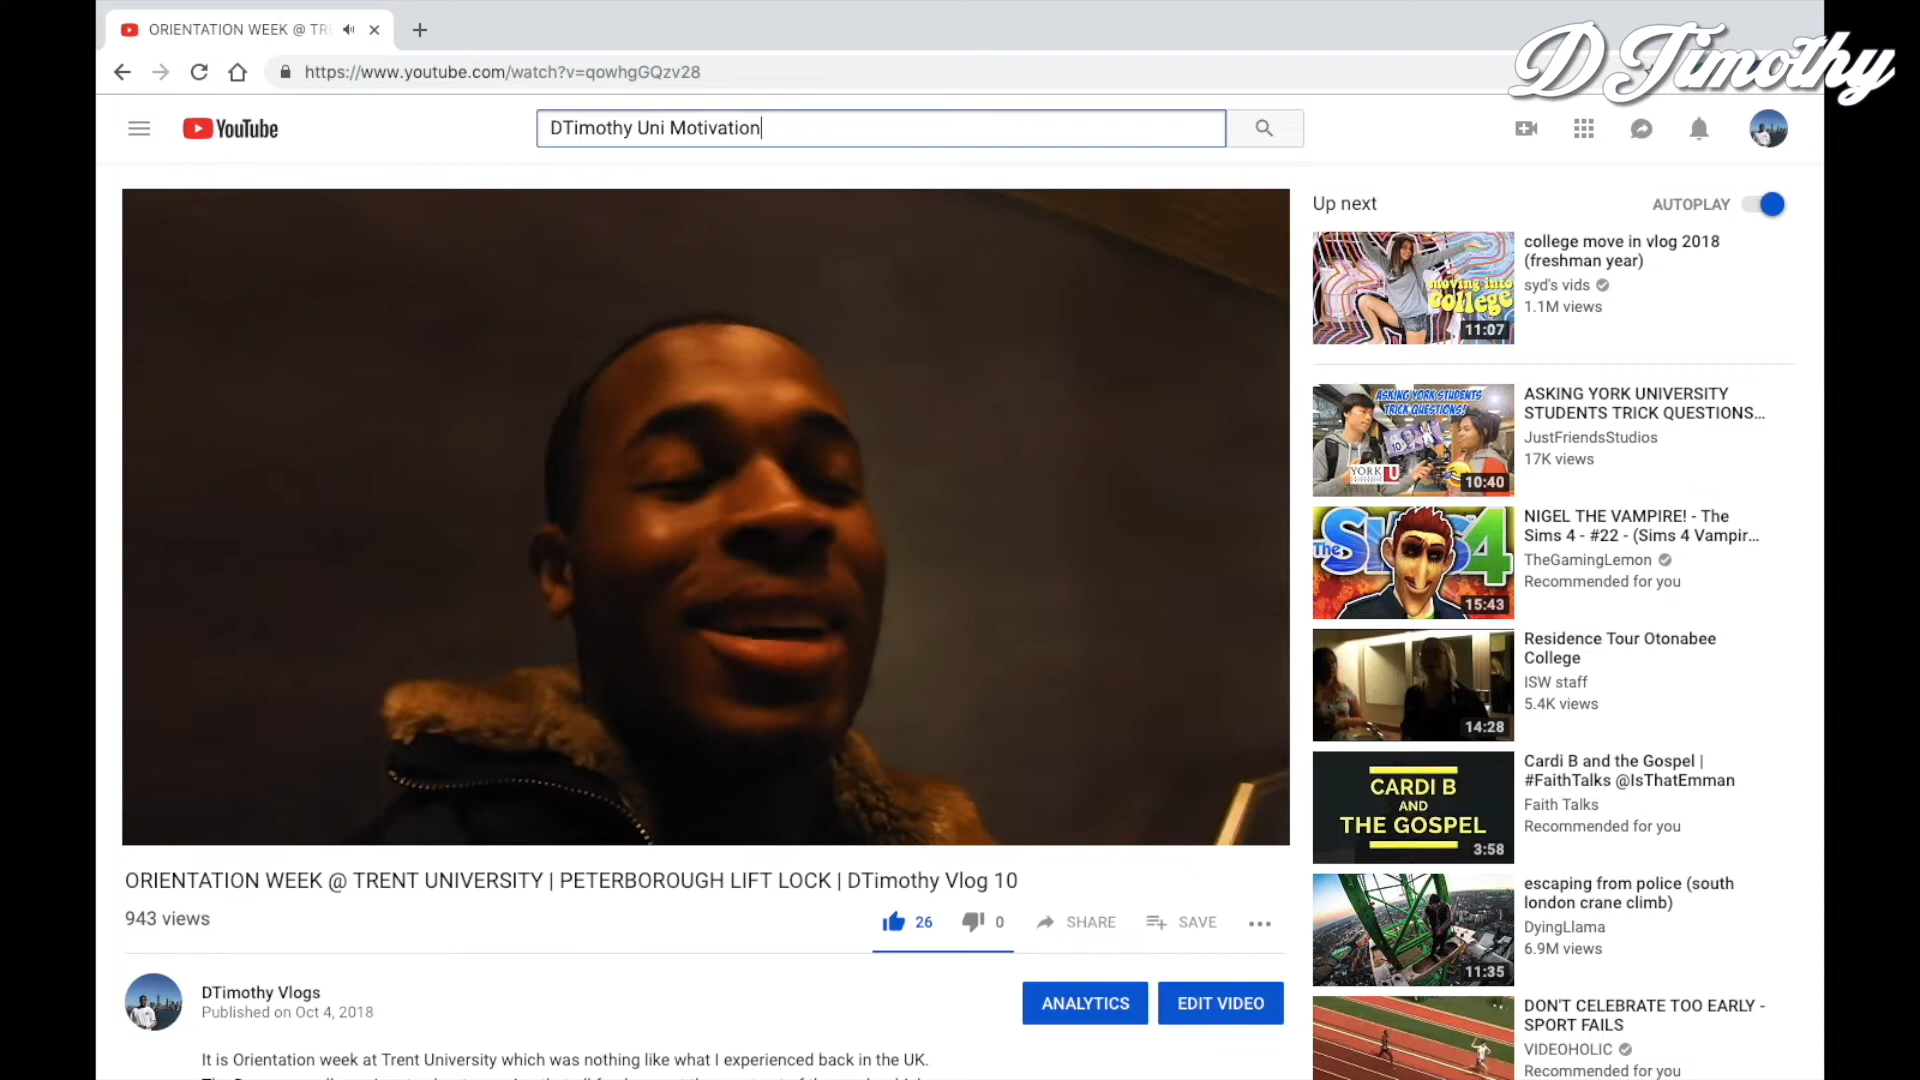 ORIENTATION WEEK @ TRE
https://www.youtube.com/watch?v=qowhgGQzv28
DTimothy
YouTube
DTimothy Uni Motivation
Up next
AUTOPLAY
moving into
college
11:07
college move in vlog 2018
(freshman year)
syd's vids
1.1M views
ASKING YORK STUDENTS
TRICK QUESTIONS!
YORK U
10:40
ASKING YORK UNIVERSITY
STUDENTS TRICK QUESTIONS...
JustFriendsStudios
17K views
The SiMS 4
15:43
NIGEL THE VAMPIRE! - The
Sims 4 - #22 - (Sims 4 Vampir...
TheGamingLemon
Recommended for you
14:28
Residence Tour Otonabee
College
ISW staff
5.4K views
CARDI B
AND
THE GOSPEL
3:58
Cardi B and the Gospel |
#FaithTalks @IsThatEmman
Faith Talks
Recommended for you
11:35
escaping from police (south
london crane climb)
DyingLlama
6.9M views
DON'T CELEBRATE TOO EARLY -
SPORT FAILS
VIDEOHOLIC
Recommended for you
ORIENTATION WEEK @ TRENT UNIVERSITY | PETERBOROUGH LIFT LOCK | DTimothy Vlog 10
943 views
26
0
SHARE
SAVE
DTimothy Vlogs
Published on Oct 4, 2018
ANALYTICS
EDIT VIDEO
It is Orientation week at Trent University which was nothing like what I experienced back in the UK.